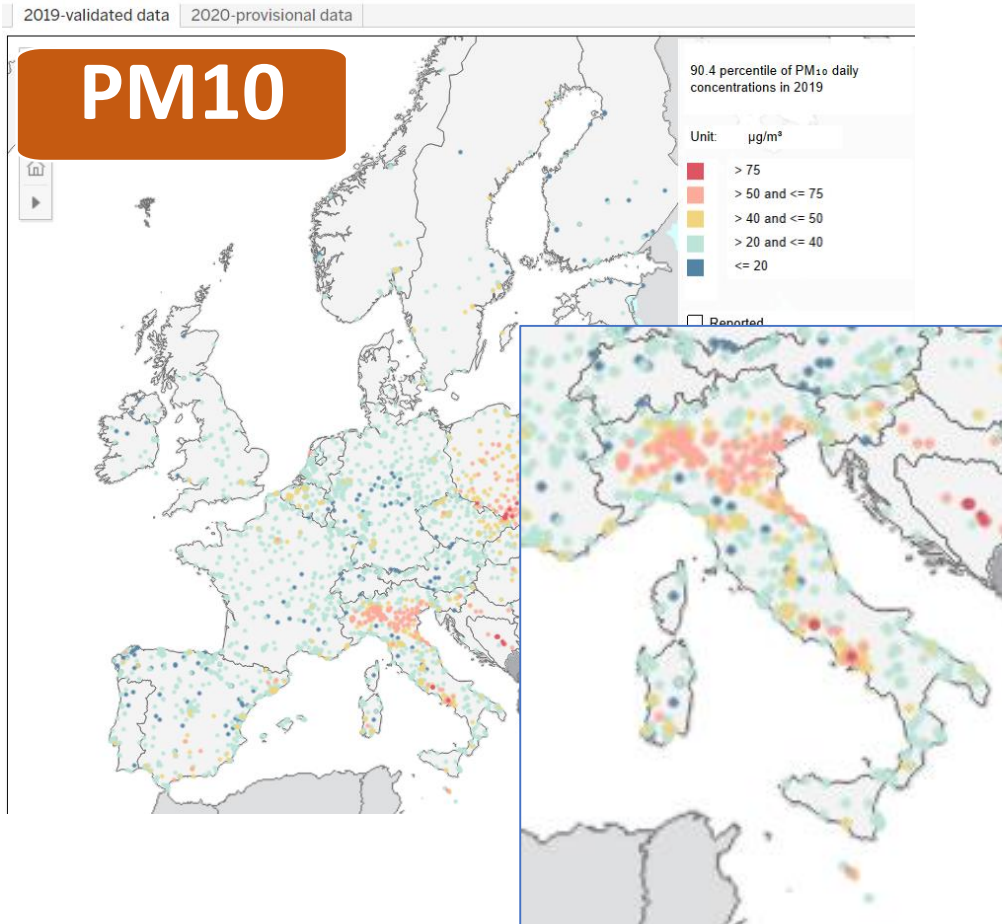 2019-validated data 2020-provisional data
PM10
90.4 percentile of PM₁₀ daily
concentrations in 2019
Unit: µg/m³
> 75
> 50 and <= 75
> 40 and <= 50
> 20 and <= 40
<= 20
Reported